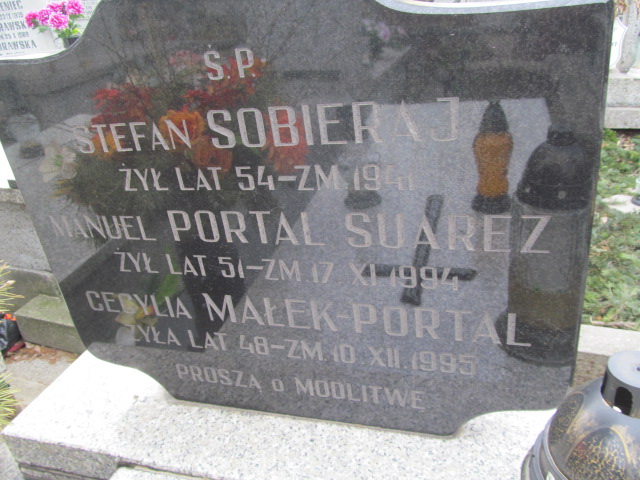 Ś.P.
STEFAN SOBIERAJ
ŻYŁ LAT 54-ZM. 1941
MANUEL PORTAL SUAREZ
ŻYŁ LAT 51-ZM. 17 XI 1994
CECYLIA MAŁEK-PORTAL
ŻYŁA LAT 48-ZM. 10. XII. 1995
PROSZĄ O MODLITWĘ